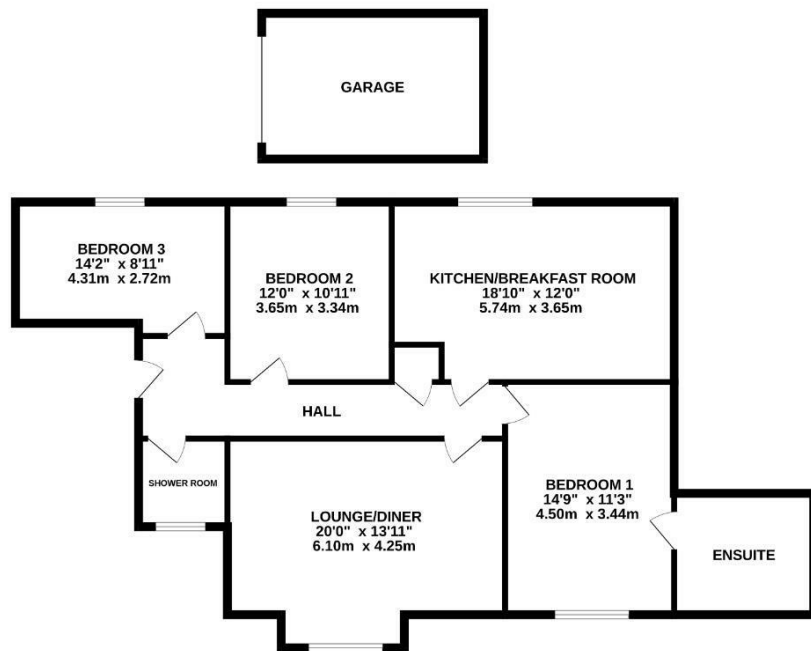 GARAGE
BEDROOM 3
14'2" x 8'11"
4.31m x 2.72m
BEDROOM 2
12'0" x 10'11"
3.65m x 3.34m
KITCHEN/BREAKFAST ROOM
18'10" x 12'0"
5.74m x 3.65m
HALL
SHOWER ROOM
LOUNGE/DINER
20'0" x 13'11"
6.10m x 4.25m
BEDROOM 1
14'9" x 11'3"
4.50m x 3.44m
ENSUITE